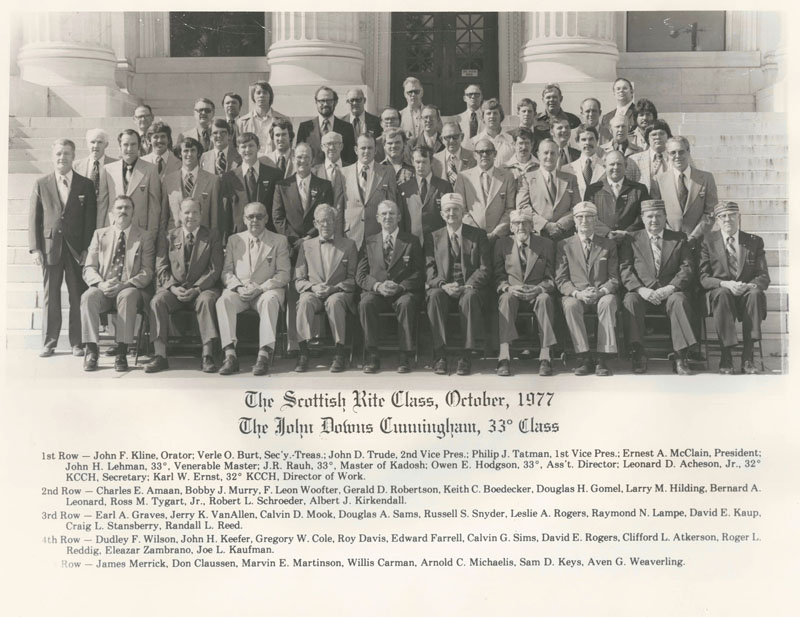 The Scottish Rite Class, October, 1977
The John Downs Cunningham, 33° Class
1st Row — John F. Kline, Orator; Verle O. Burt, Sec'y.-Treas.; John D. Trude, 2nd Vice Pres.; Philip J. Tatman, 1st Vice Pres.; Ernest A. McClain, President;
John H. Lehman, 33°, Venerable Master; J.R. Rauh, 33°, Master of Kadosh; Owen E. Hodgson, 33°, Ass't. Director; Leonard D. Acheson, Jr., 32°
KCCH, Secretary; Karl W. Ernst, 32° KCCH, Director of Work.
2nd Row — Charles E. Amaan, Bobby J. Murry, F. Leon Woofter, Gerald D. Robertson, Keith C. Boedecker, Douglas H. Gomel, Larry M. Hilding, Bernard A.
Leonard, Ross M. Tygart, Jr., Robert L. Schroeder, Albert J. Kirkendall.
3rd Row — Earl A. Graves, Jerry K. VanAllen, Calvin D. Mook, Douglas A. Sams, Russell S. Snyder, Leslie A. Rogers, Raymond N. Lampe, David E. Kaup,
Craig L. Stansberry, Randall L. Reed.
4th Row — Dudley F. Wilson, John H. Keefer, Gregory W. Cole, Roy Davis, Edward Farrell, Calvin G. Sims, David E. Rogers, Clifford L. Atkerson, Roger L.
Reddig, Eleazar Zambrano, Joe L. Kaufman.
Row — James Merrick, Don Claussen, Marvin E. Martinson, Willis Carman, Arnold C. Michaelis, Sam D. Keys, Aven G. Weaverling.